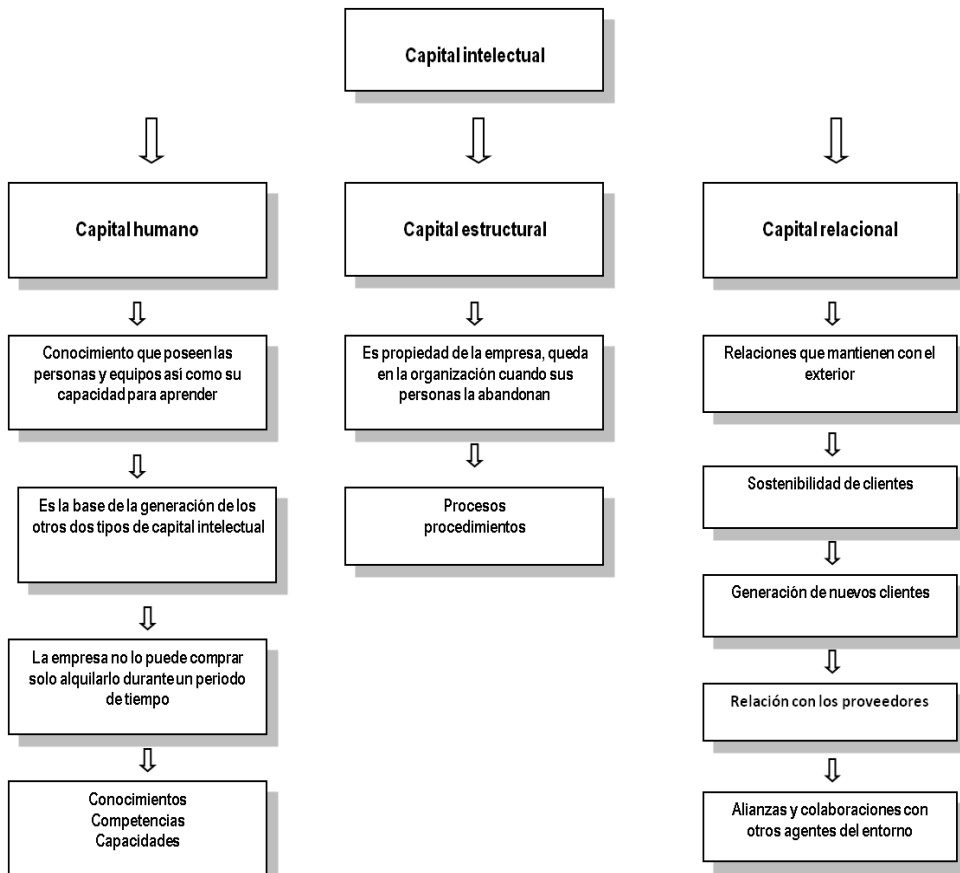 Capital intelectual
Capital humano
Conocimiento que poseen las
personas y equipos así como su
capacidad para aprender
Es la base de la generación de los
otros dos tipos de capital intelectual
La empresa no lo puede comprar
solo alquilarlo durante un periodo
de tiempo
Conocimientos
Competencias
Capacidades
Capital estructural
Es propiedad de la empresa, queda
en la organización cuando sus
personas la abandonan
Procesos
procedimientos
Capital relacional
Relaciones que mantienen con el
exterior
Sostenibilidad de clientes
Generación de nuevos clientes
Relación con los proveedores
Alianzas y colaboraciones con
otros agentes del entorno